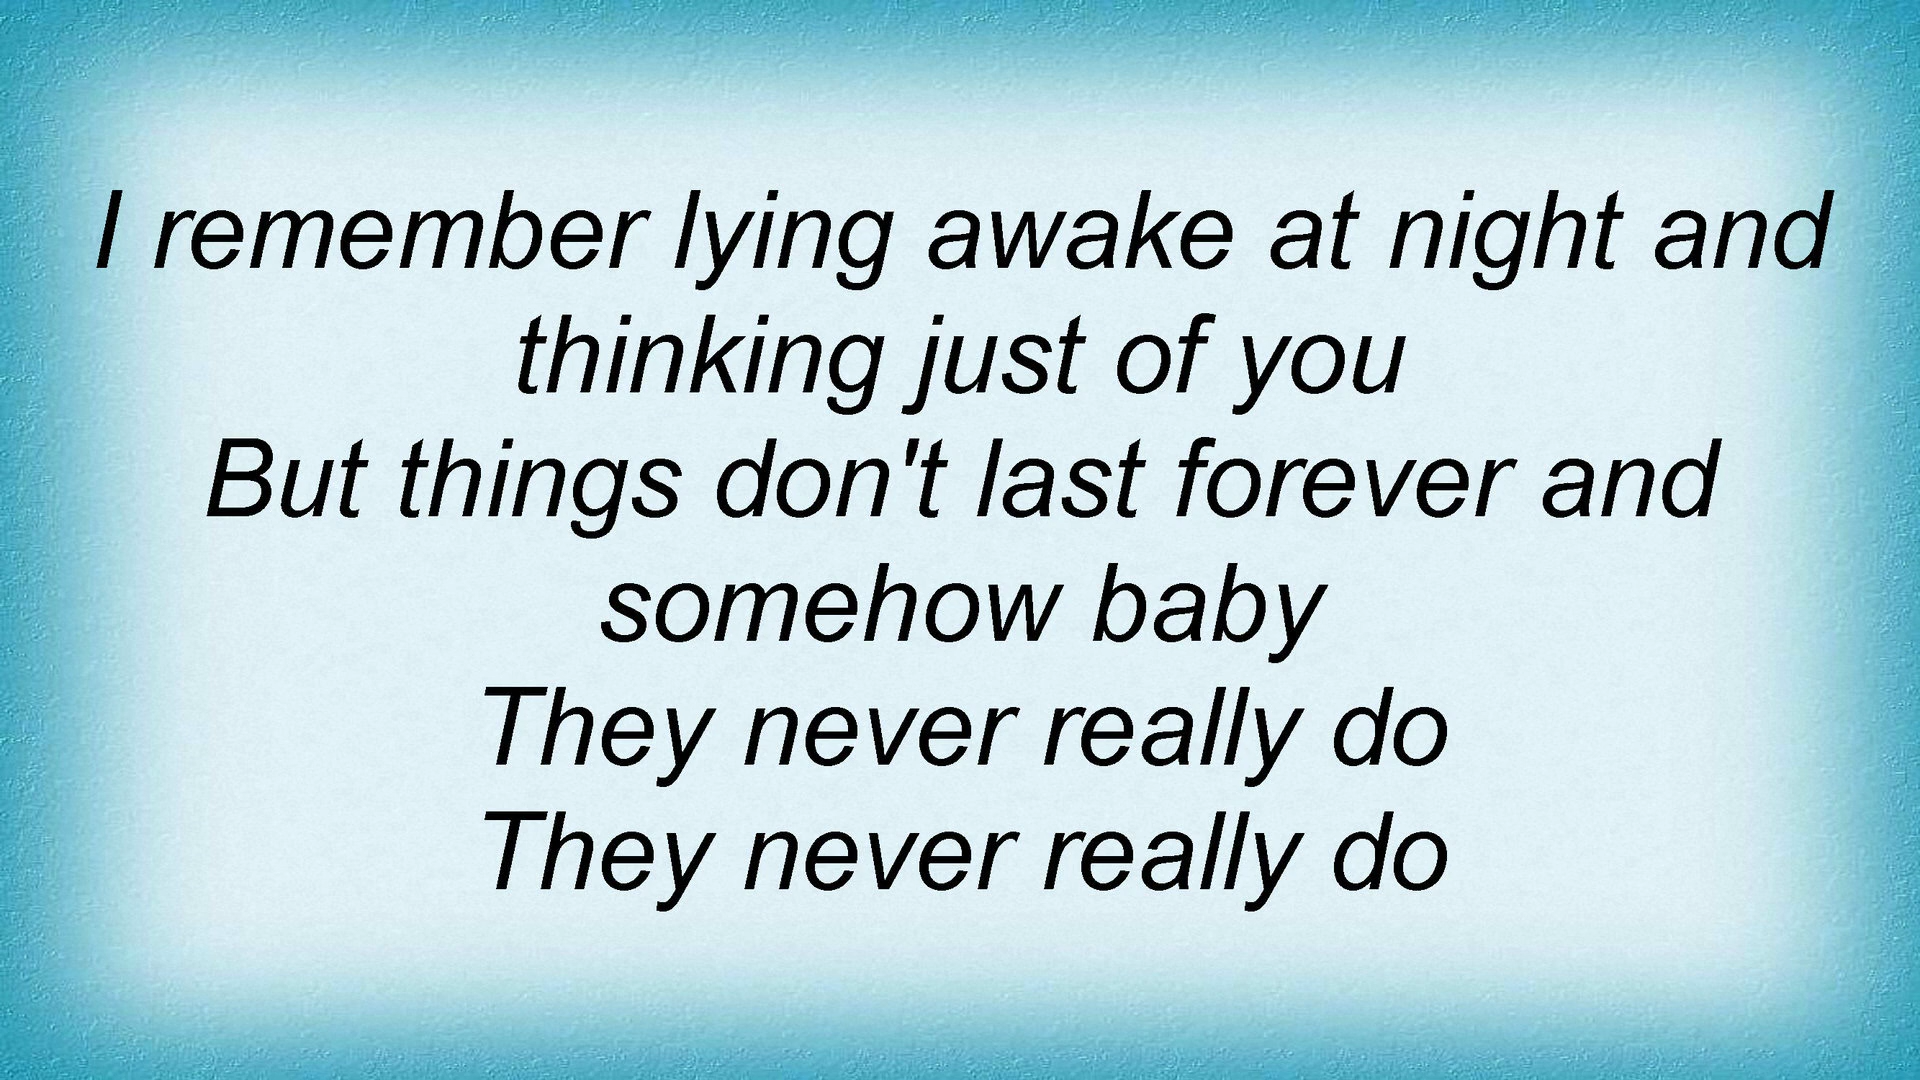 I remember lying awake at night and
thinking just of you
But things don't last forever and
somehow baby
They never really do
They never really do